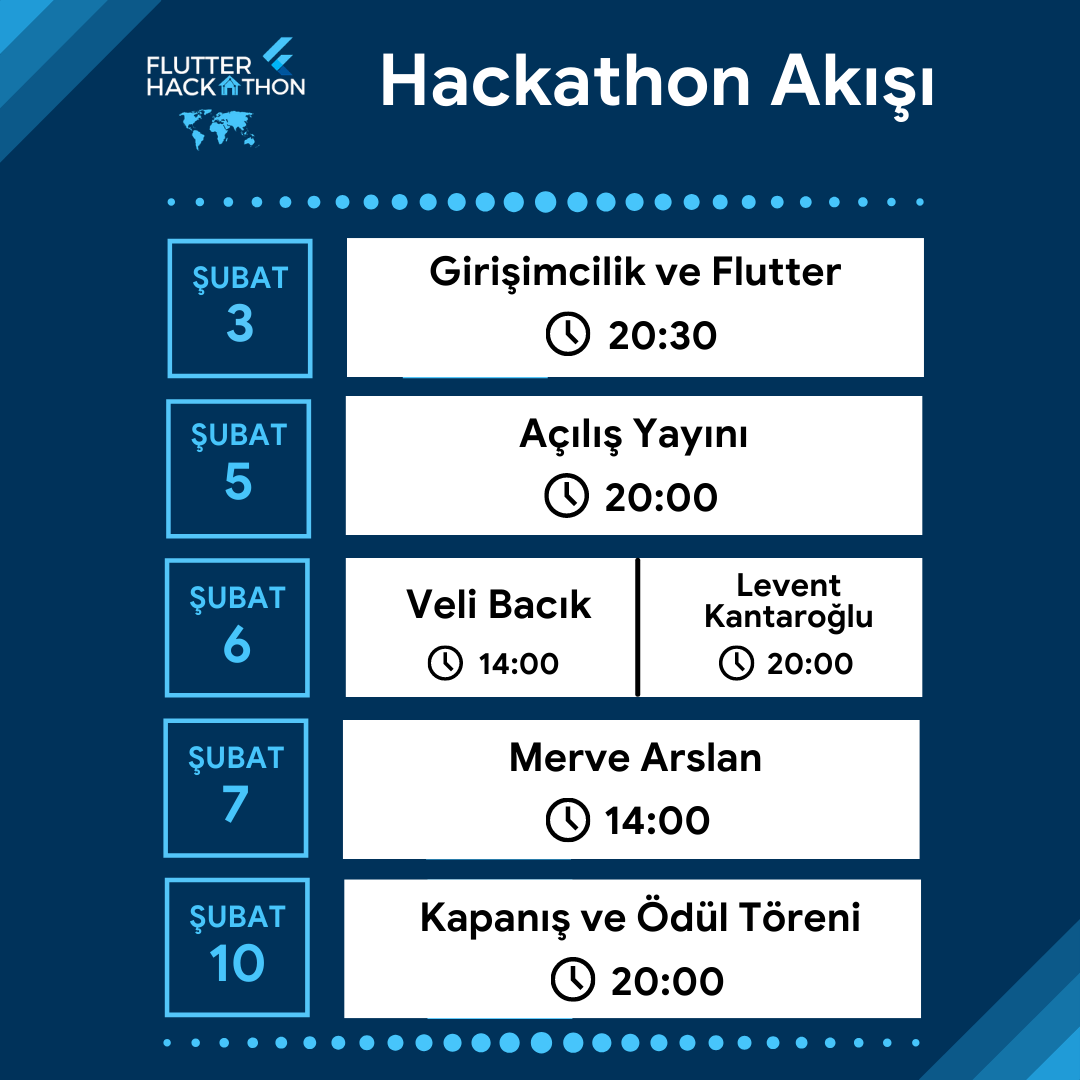 FLUTTER
HACKATHON
Hackathon Akışı
ŞUBAT
3
Girişimcilik ve Flutter
20:30
ŞUBAT
5
Açılış Yayını
20:00
ŞUBAT
6
Veli Bacık
14:00
Levent
Kantaroğlu
20:00
ŞUBAT
7
Merve Arslan
14:00
ŞUBAT
10
Kapanış ve Ödül Töreni
20:00